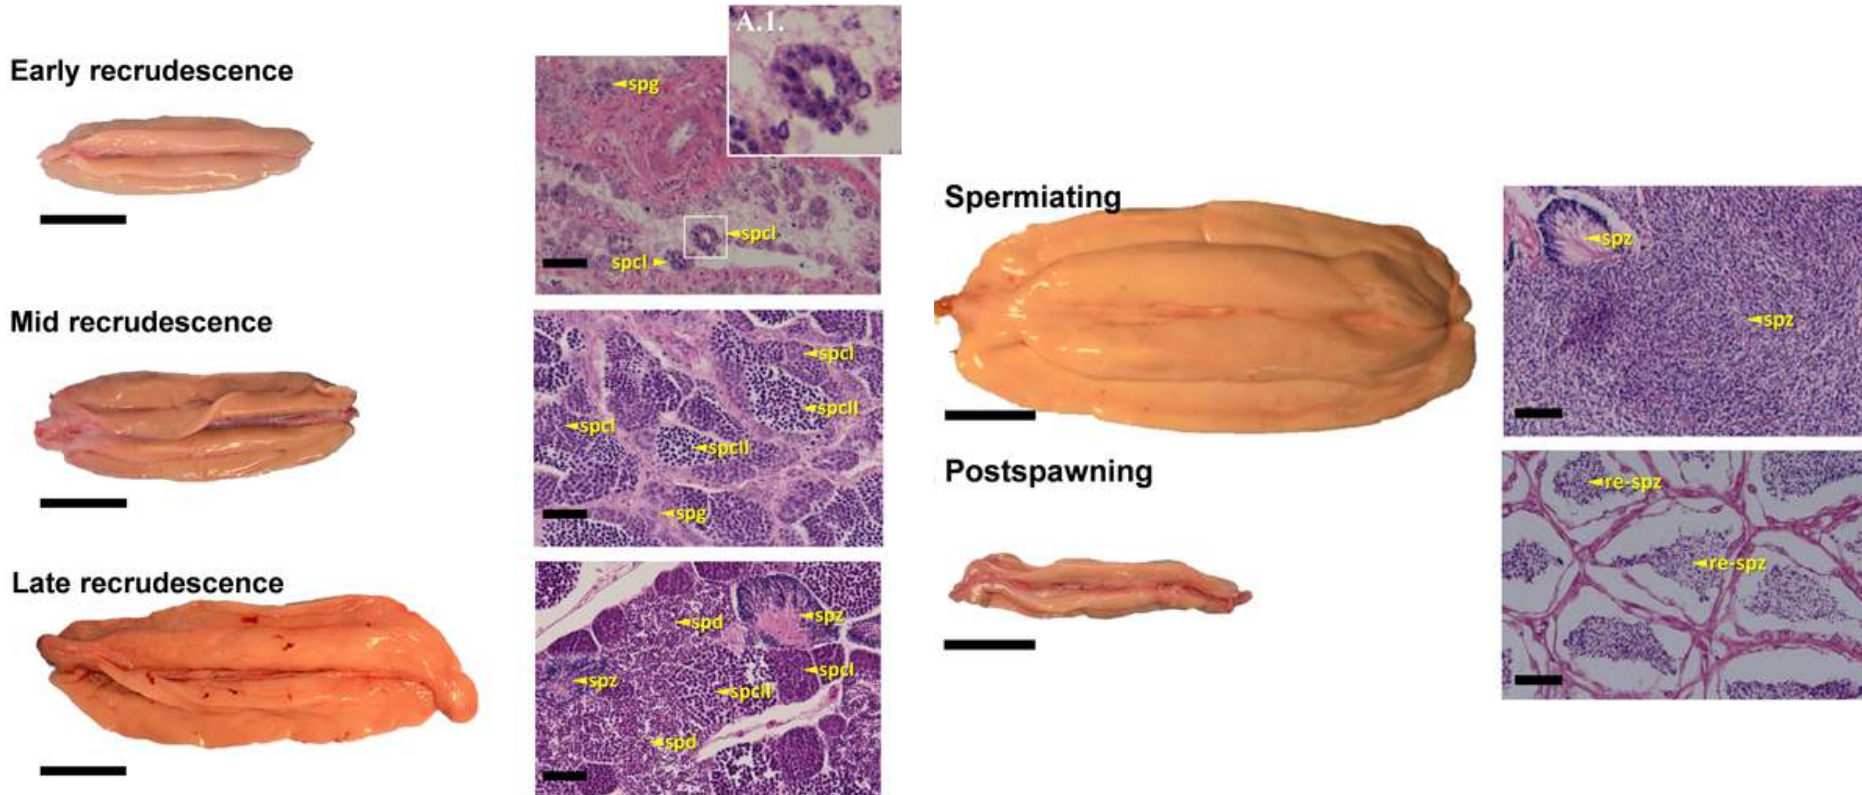 Early recrudescence
A.1.
spg
spcI
spcI
Mid recrudescence
spcI
spcII
spcI
spcII
spg
Late recrudescence
spd
spz
spcI
spz
spcII
spd
Spermiating
spz
spz
Postspawning
re-spz
re-spz